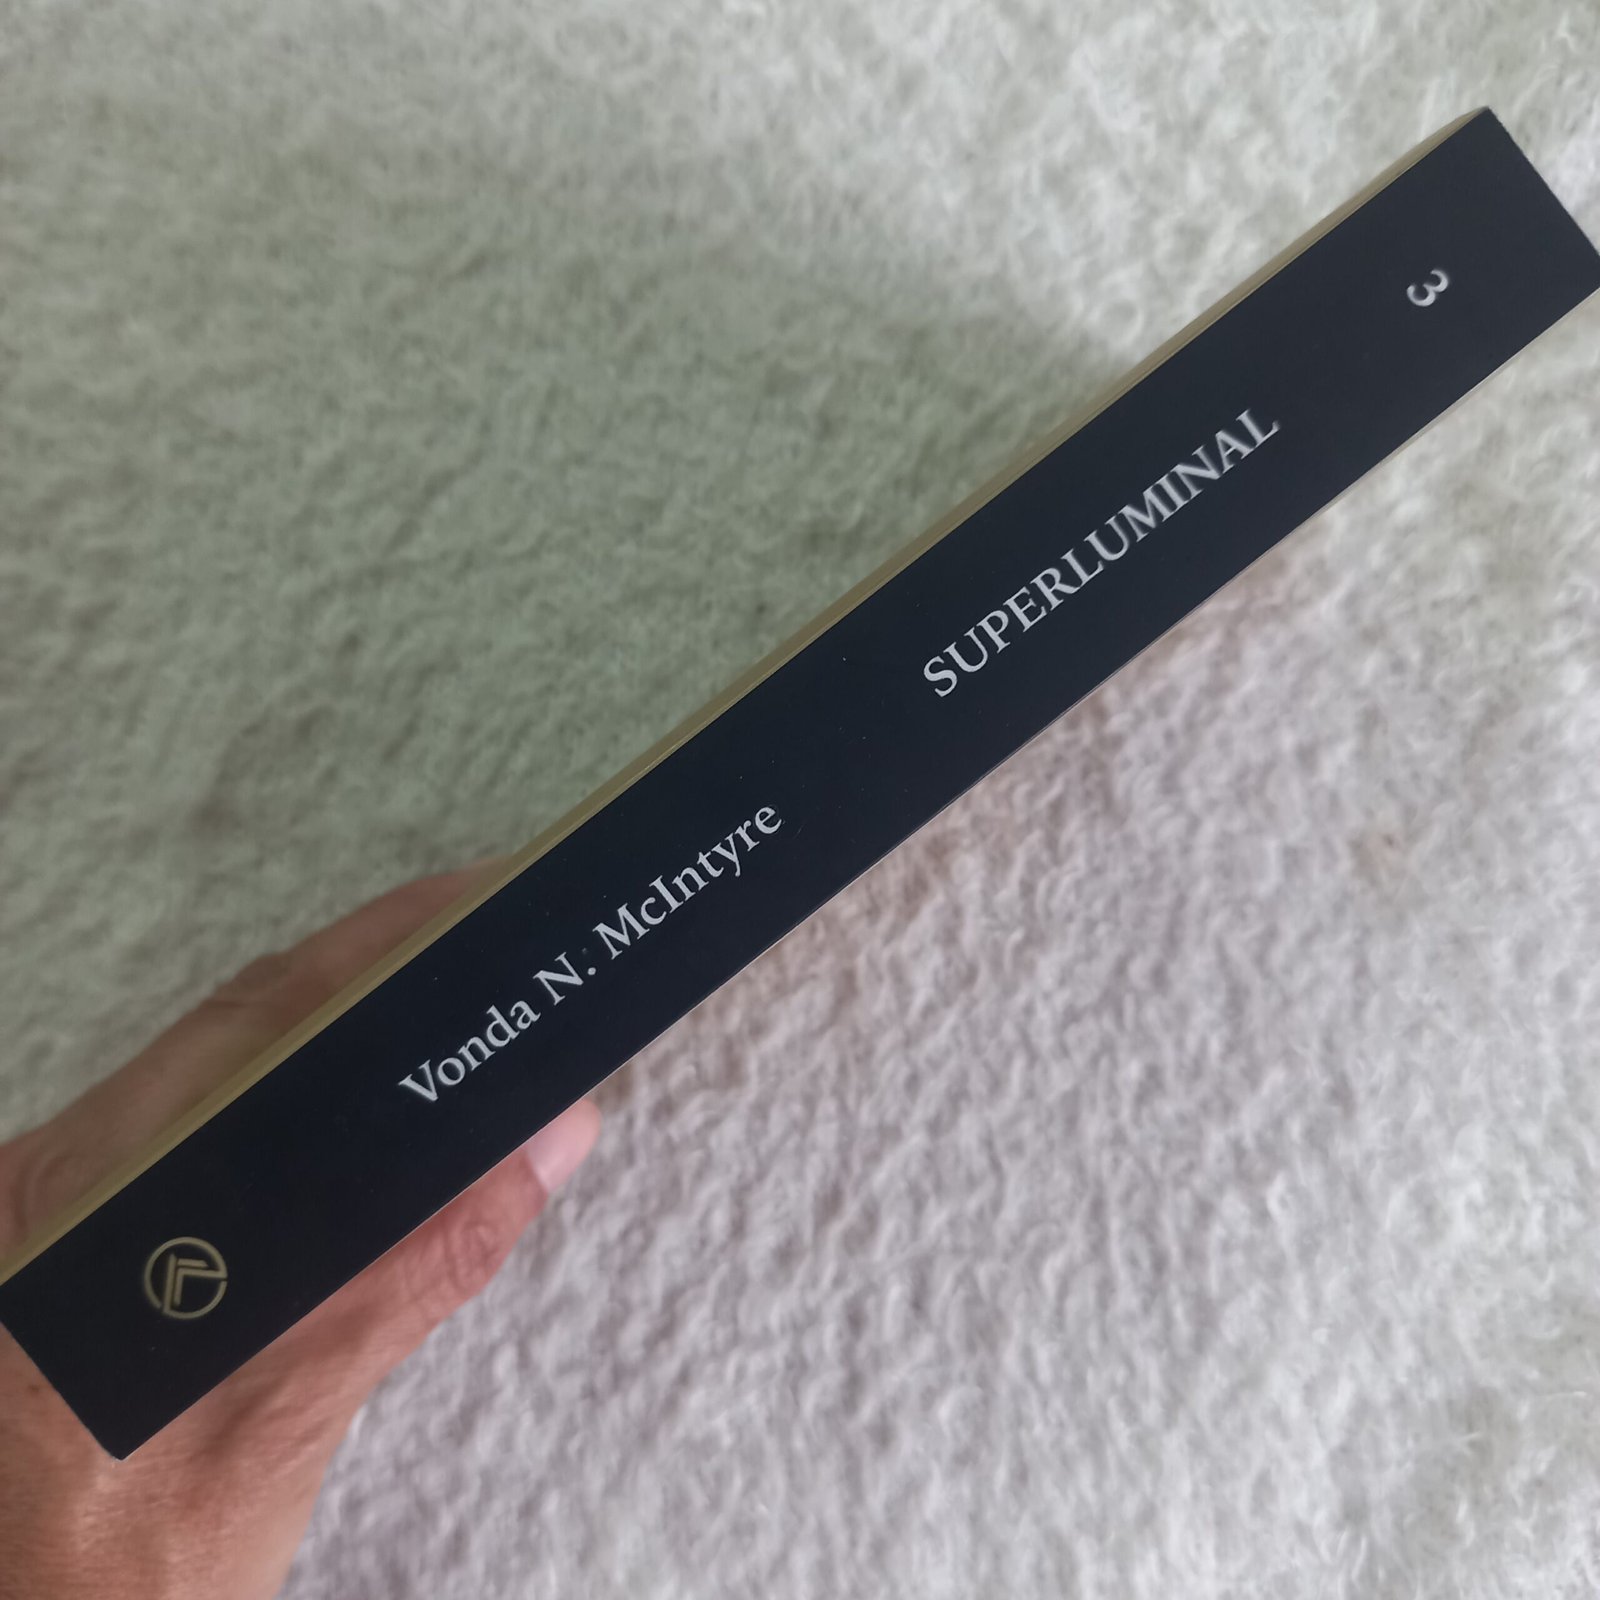 Vonda N. McIntyre
SUPERLUMINAL
3